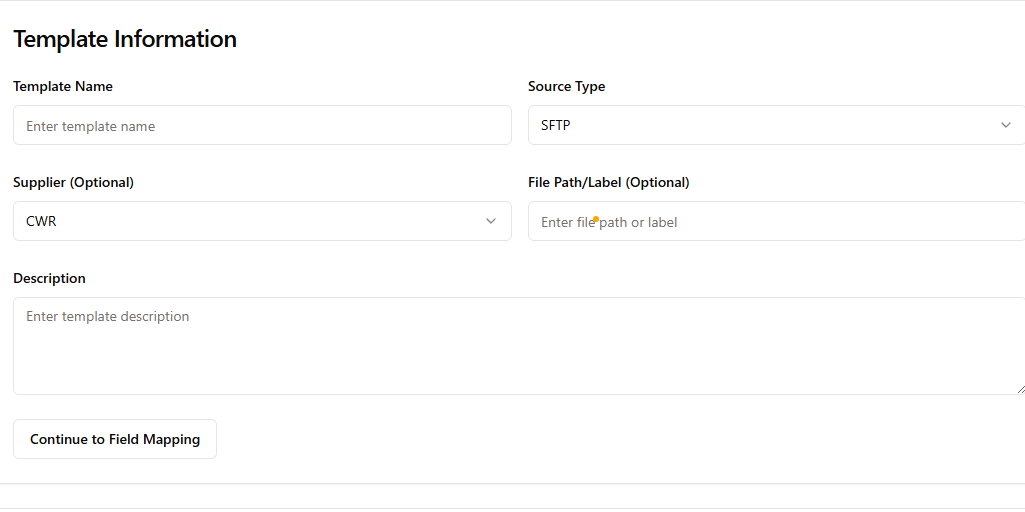 Template Information
Template Name
Source Type
Enter template name
SFTP
Supplier (Optional)
File Path/Label (Optional)
CWR
Enter file path or label
Description
Enter template description
Continue to Field Mapping